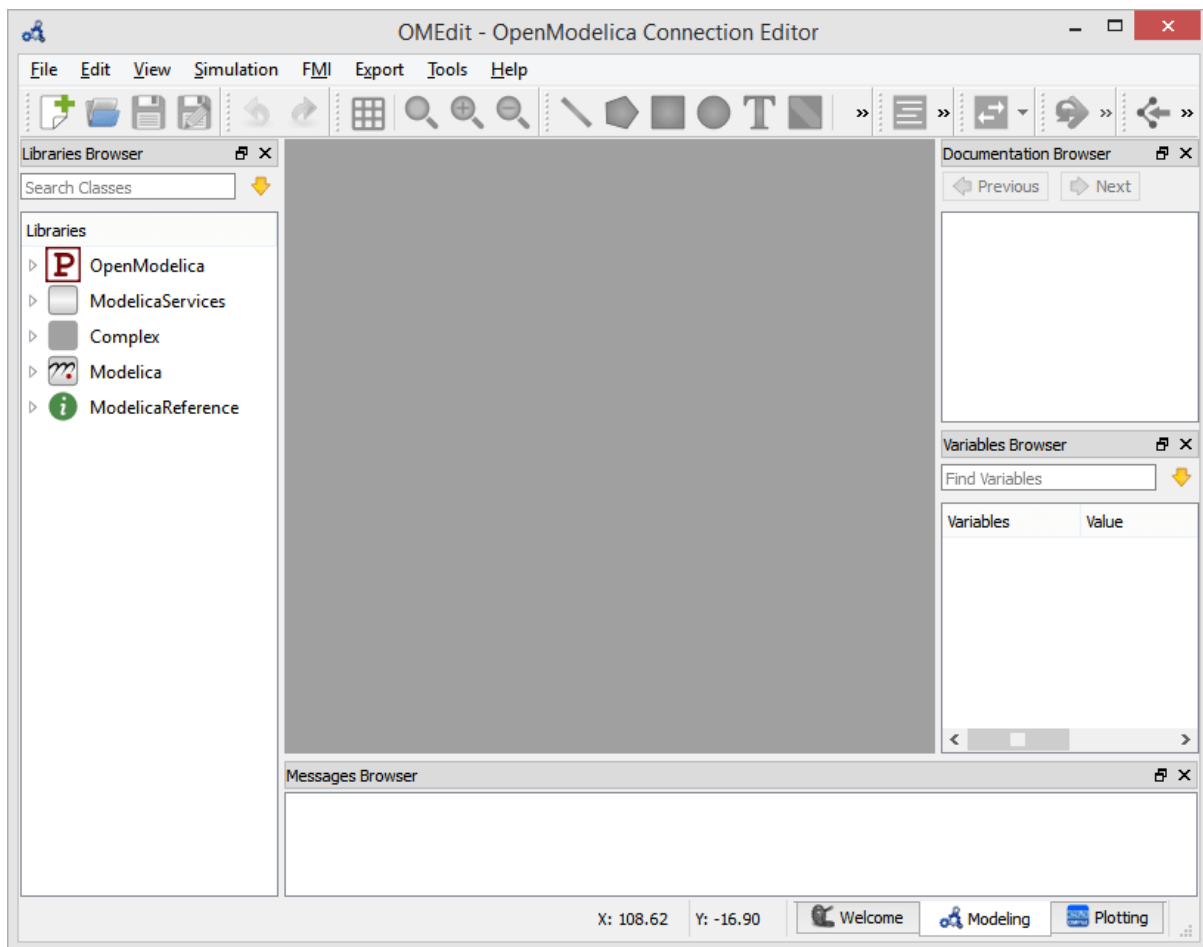 OMEdit - OpenModelica Connection Editor
File Edit View Simulation FMI Export Tools Help
T
Libraries Browser
Search Classes
Libraries
P OpenModelica
ModelicaServices
Complex
Modelica
i ModelicaReference
Documentation Browser
Previous Next
Variables Browser
Find Variables
Variables Value
Messages Browser
X: 108.62 Y: -16.90 Welcome Modeling Plotting